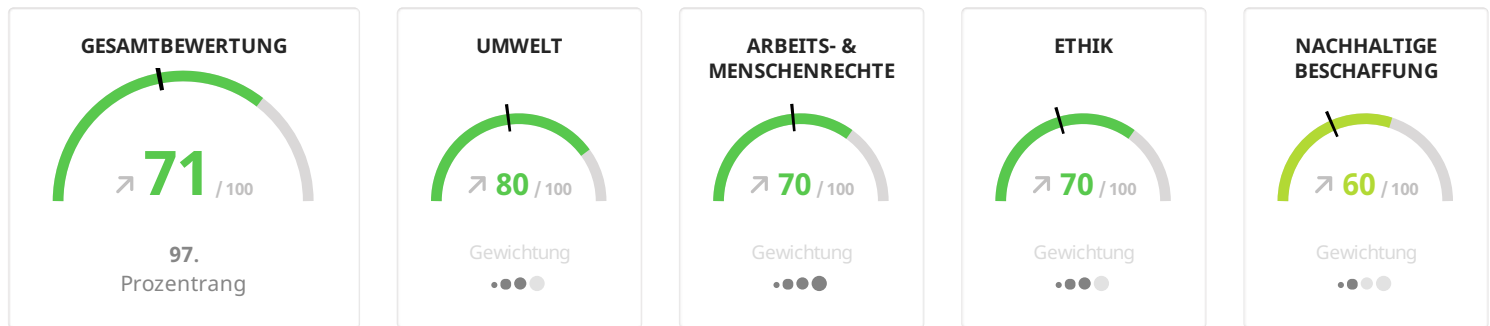 GESAMTBEWERTUNG
71 / 100
97.
Prozentrang
UMWELT
80 / 100
Gewichtung
ARBEITS- &
MENSCHENRECHTE
70 / 100
Gewichtung
ETHIK
70 / 100
Gewichtung
NACHHALTIGE
BESCHAFFUNG
60 / 100
Gewichtung